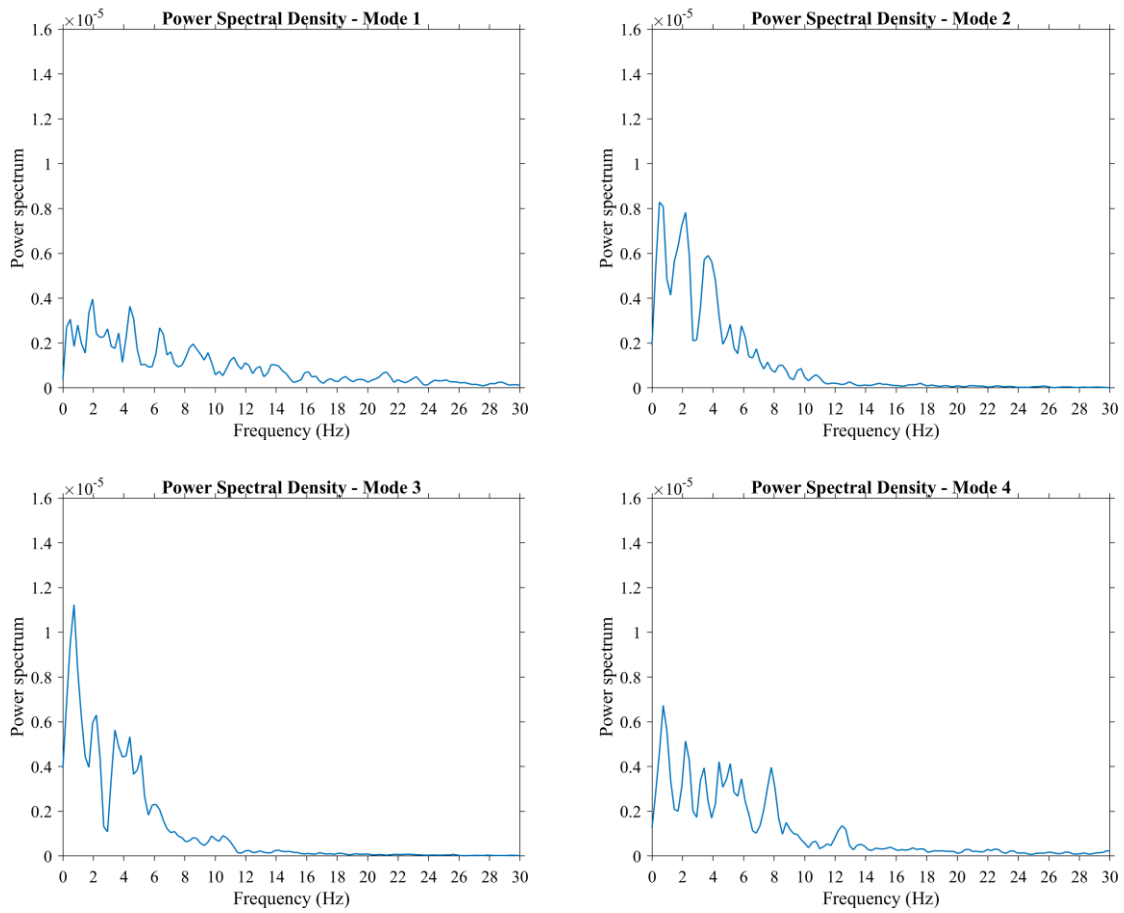 Power Spectral Density - Mode 1
×10^-5
1.6
1.4
1.2
1
0.8
0.6
0.4
0.2
0
Power spectrum
0 2 4 6 8 10 12 14 16 18 20 22 24 26 28 30
Frequency (Hz)
Power Spectral Density - Mode 2
×10^-5
1.6
1.4
1.2
1
0.8
0.6
0.4
0.2
0
Power spectrum
0 2 4 6 8 10 12 14 16 18 20 22 24 26 28 30
Frequency (Hz)
Power Spectral Density - Mode 3
×10^-5
1.6
1.4
1.2
1
0.8
0.6
0.4
0.2
0
Power spectrum
0 2 4 6 8 10 12 14 16 18 20 22 24 26 28 30
Frequency (Hz)
Power Spectral Density - Mode 4
×10^-5
1.6
1.4
1.2
1
0.8
0.6
0.4
0.2
0
Power spectrum
0 2 4 6 8 10 12 14 16 18 20 22 24 26 28 30
Frequency (Hz)